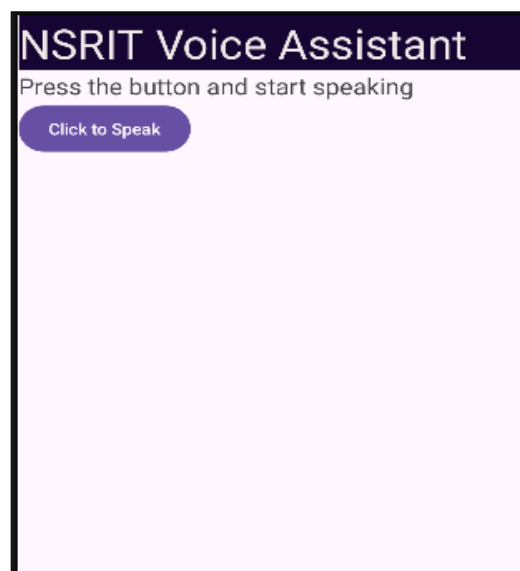 NSRIT Voice Assistant
Press the button and start speaking
Click to Speak